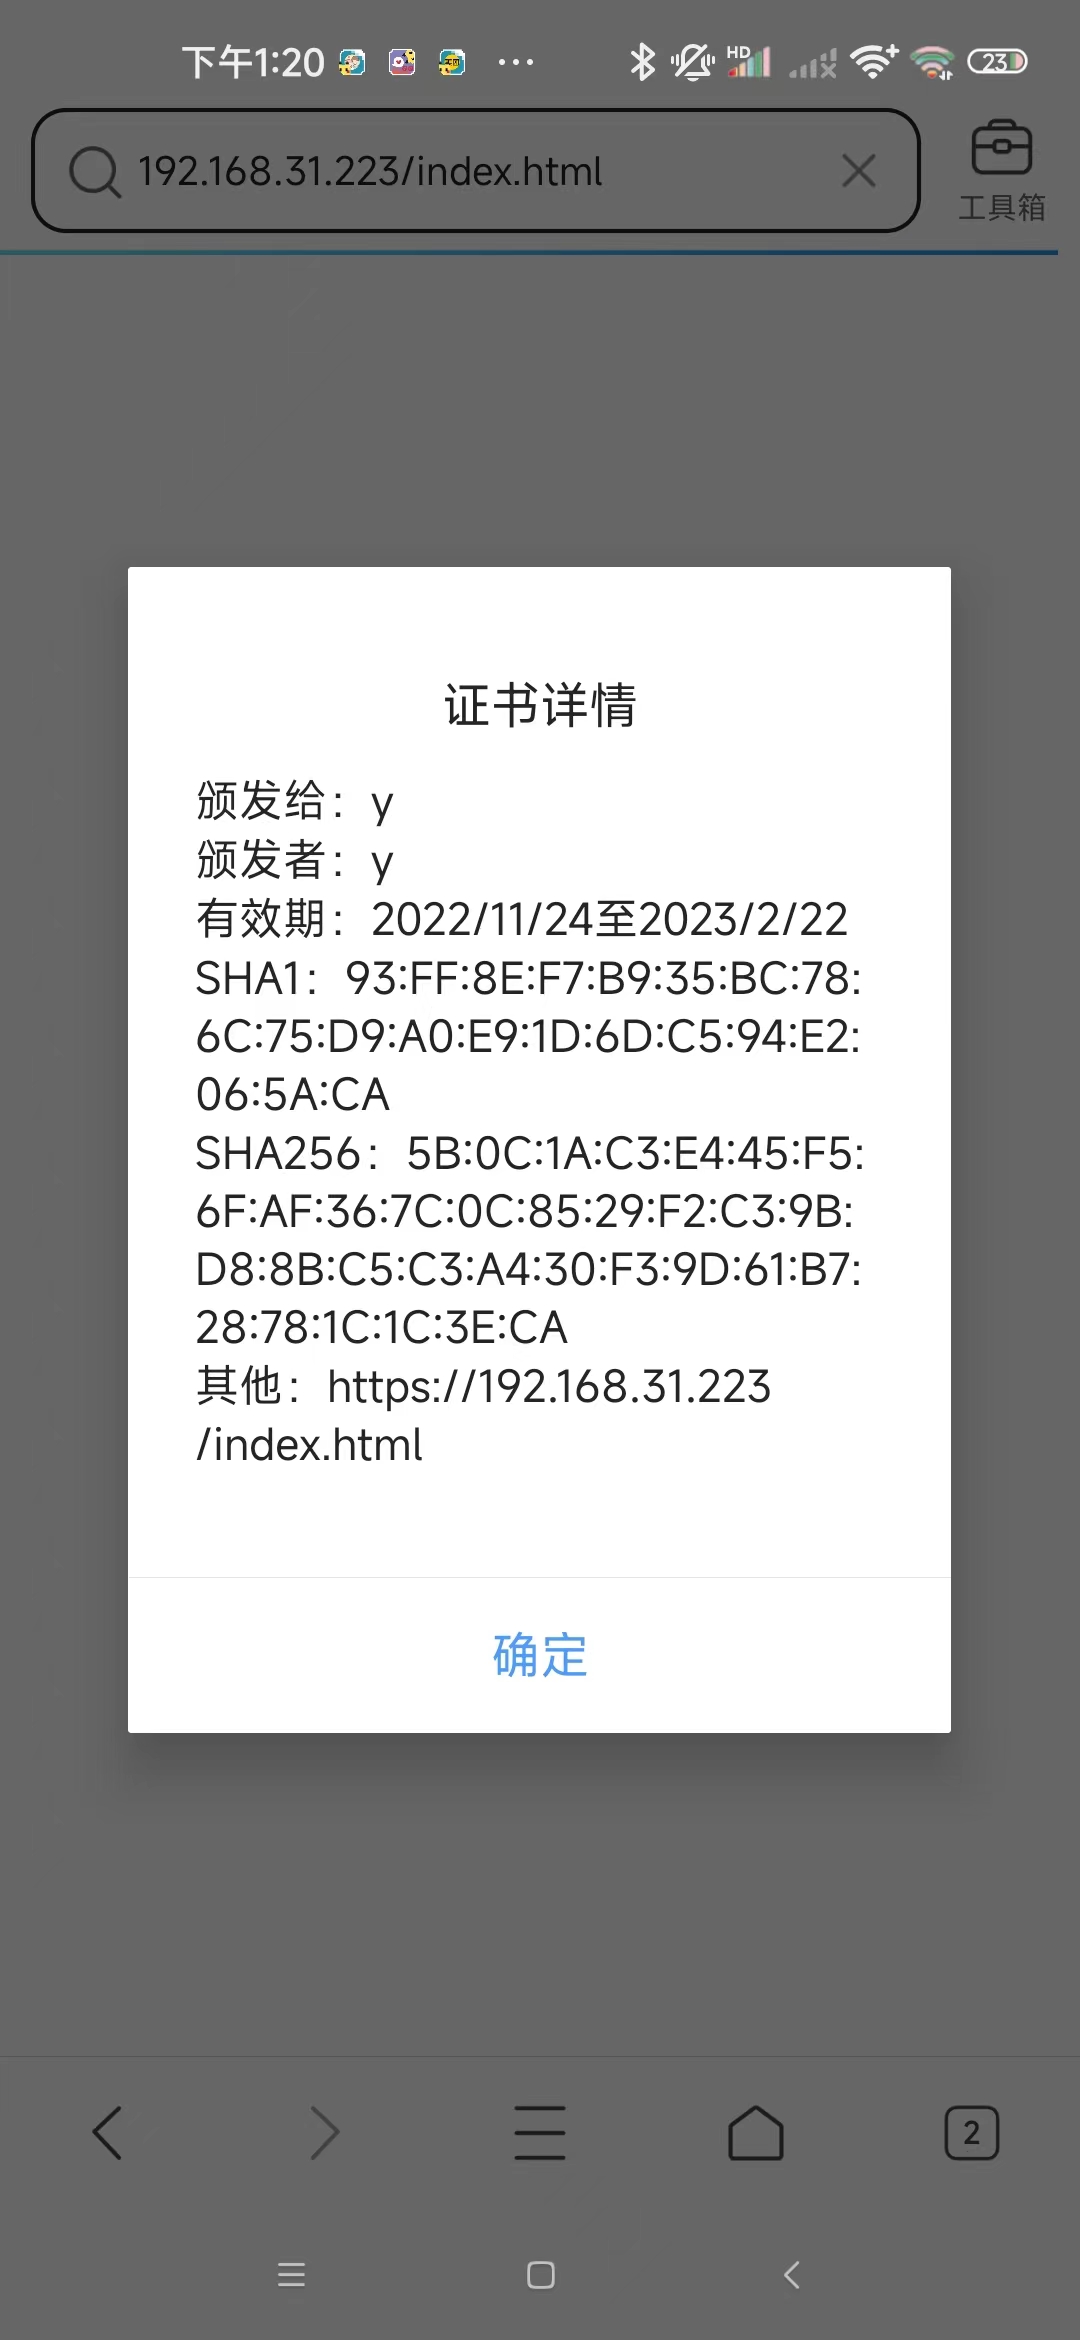 下午1:20
HD
23
192.168.31.223/index.html
工具箱
证书详情
颁发给：y
颁发者：y
有效期：2022/11/24至2023/2/22
SHA1：93:FF:8E:F7:B9:35:BC:78:
6C:75:D9:A0:E9:1D:6D:C5:94:E2:
06:5A:CA
SHA256：5B:0C:1A:C3:E4:45:F5:
6F:AF:36:7C:0C:85:29:F2:C3:9B:
D8:8B:C5:C3:A4:30:F3:9D:61:B7:
28:78:1C:1C:3E:CA
其他：https://192.168.31.223
/index.html
确定
2